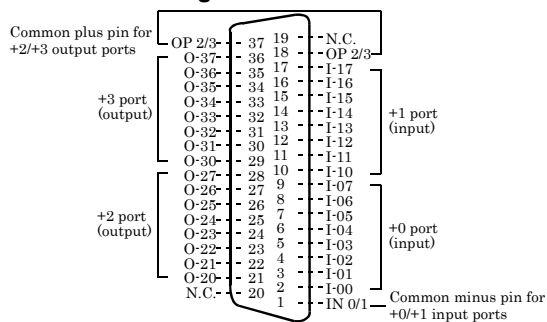 Common plus pin for
+2/+3 output ports
OP 2/3 37 19 N.C.
O-37 36 18 OP 2/3
O-36 35 17 I-17
O-35 34 16 I-16
O-34 33 15 I-15
O-33 32 14 I-14
O-32 31 13 I-13
O-31 30 12 I-12
O-30 29 11 I-11
O-27 28 10 I-10
O-26 27 9 I-07
O-25 26 8 I-06
O-24 25 7 I-05
O-23 24 6 I-04
O-22 23 5 I-03
O-21 22 4 I-02
O-20 21 3 I-01
N.C. 20 2 I-00
1 IN 0/1
+3 port
(output)
+2 port
(output)
+1 port
(input)
+0 port
(input)
Common minus pin for
+0/+1 input ports